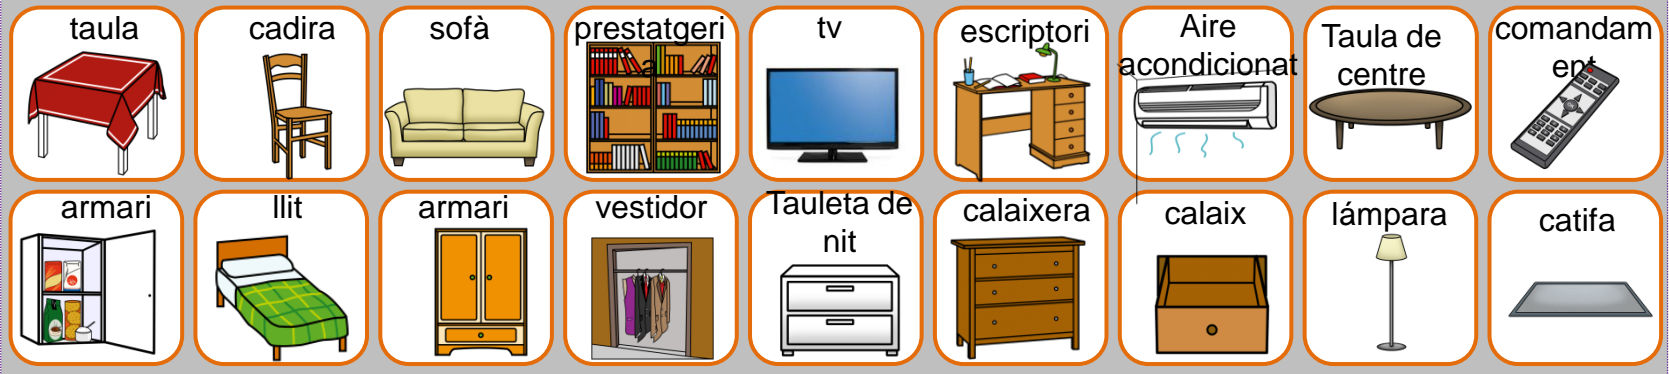 taula
cadira
sofà
prestatgeri
a
tv
escriptori
Aire
acondicionat
Taula de
centre
comandam
ent
armari
llit
armari
vestidor
Tauleta de
nit
calaixera
calaix
lámpara
catifa